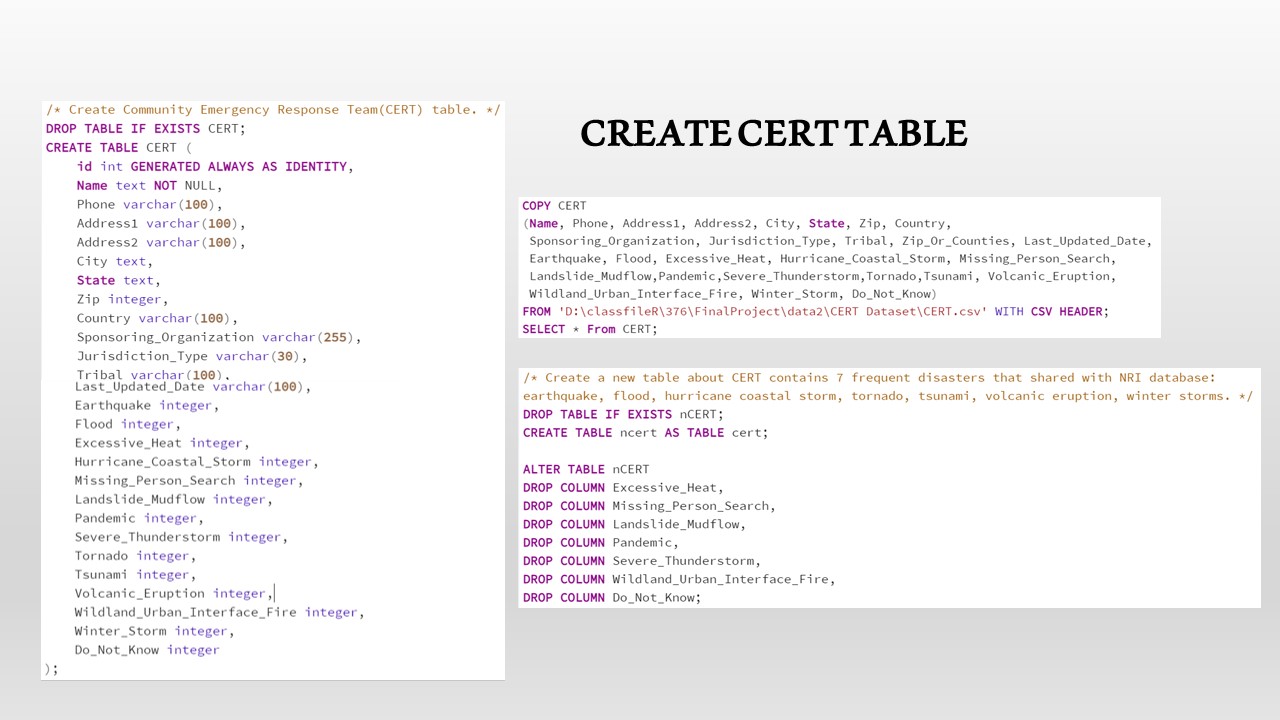 /* Create Community Emergency Response Team(CERT) table. */
DROP TABLE IF EXISTS CERT;
CREATE TABLE CERT (
id int GENERATED ALWAYS AS IDENTITY,
Name text NOT NULL,
Phone varchar(100),
Address1 varchar(100),
Address2 varchar(100),
City text,
State text,
Zip integer,
Country varchar(100),
Sponsoring_Organization varchar(255),
Jurisdiction_Type varchar(30),
Tribal varchar(100),
Last_Updated_Date varchar(100),
Earthquake integer,
Flood integer,
Excessive_Heat integer,
Hurricane_Coastal_Storm integer,
Missing_Person_Search integer,
Landslide_Mudflow integer,
Pandemic integer,
Severe_Thunderstorm integer,
Tornado integer,
Tsunami integer,
Volcanic_Eruption integer,
Wildland_Urban_Interface_Fire integer,
Winter_Storm integer,
Do_Not_Know integer
);
CREATE CERT TABLE
COPY CERT
(Name, Phone, Address1, Address2, City, State, Zip, Country,
Sponsoring_Organization, Jurisdiction_Type, Tribal, Zip_Or_Counties, Last_Updated_Date,
Earthquake, Flood, Excessive_Heat, Hurricane_Coastal_Storm, Missing_Person_Search,
Landslide_Mudflow,Pandemic,Severe_Thunderstorm,Tornado,Tsunami, Volcanic_Eruption,
Wildland_Urban_Interface_Fire, Winter_Storm, Do_Not_Know)
FROM 'D:\classfileR\376\FinalProject\data2\CERT Dataset\CERT.csv' WITH CSV HEADER;
SELECT * From CERT;
/* Create a new table about CERT contains 7 frequent disasters that shared with NRI database:
earthquake, flood, hurricane coastal storm, tornado, tsunami, volcanic eruption, winter storms. */
DROP TABLE IF EXISTS nCERT;
CREATE TABLE ncert AS TABLE cert;
ALTER TABLE nCERT
DROP COLUMN Excessive_Heat,
DROP COLUMN Missing_Person_Search,
DROP COLUMN Landslide_Mudflow,
DROP COLUMN Pandemic,
DROP COLUMN Severe_Thunderstorm,
DROP COLUMN Wildland_Urban_Interface_Fire,
DROP COLUMN Do_Not_Know;